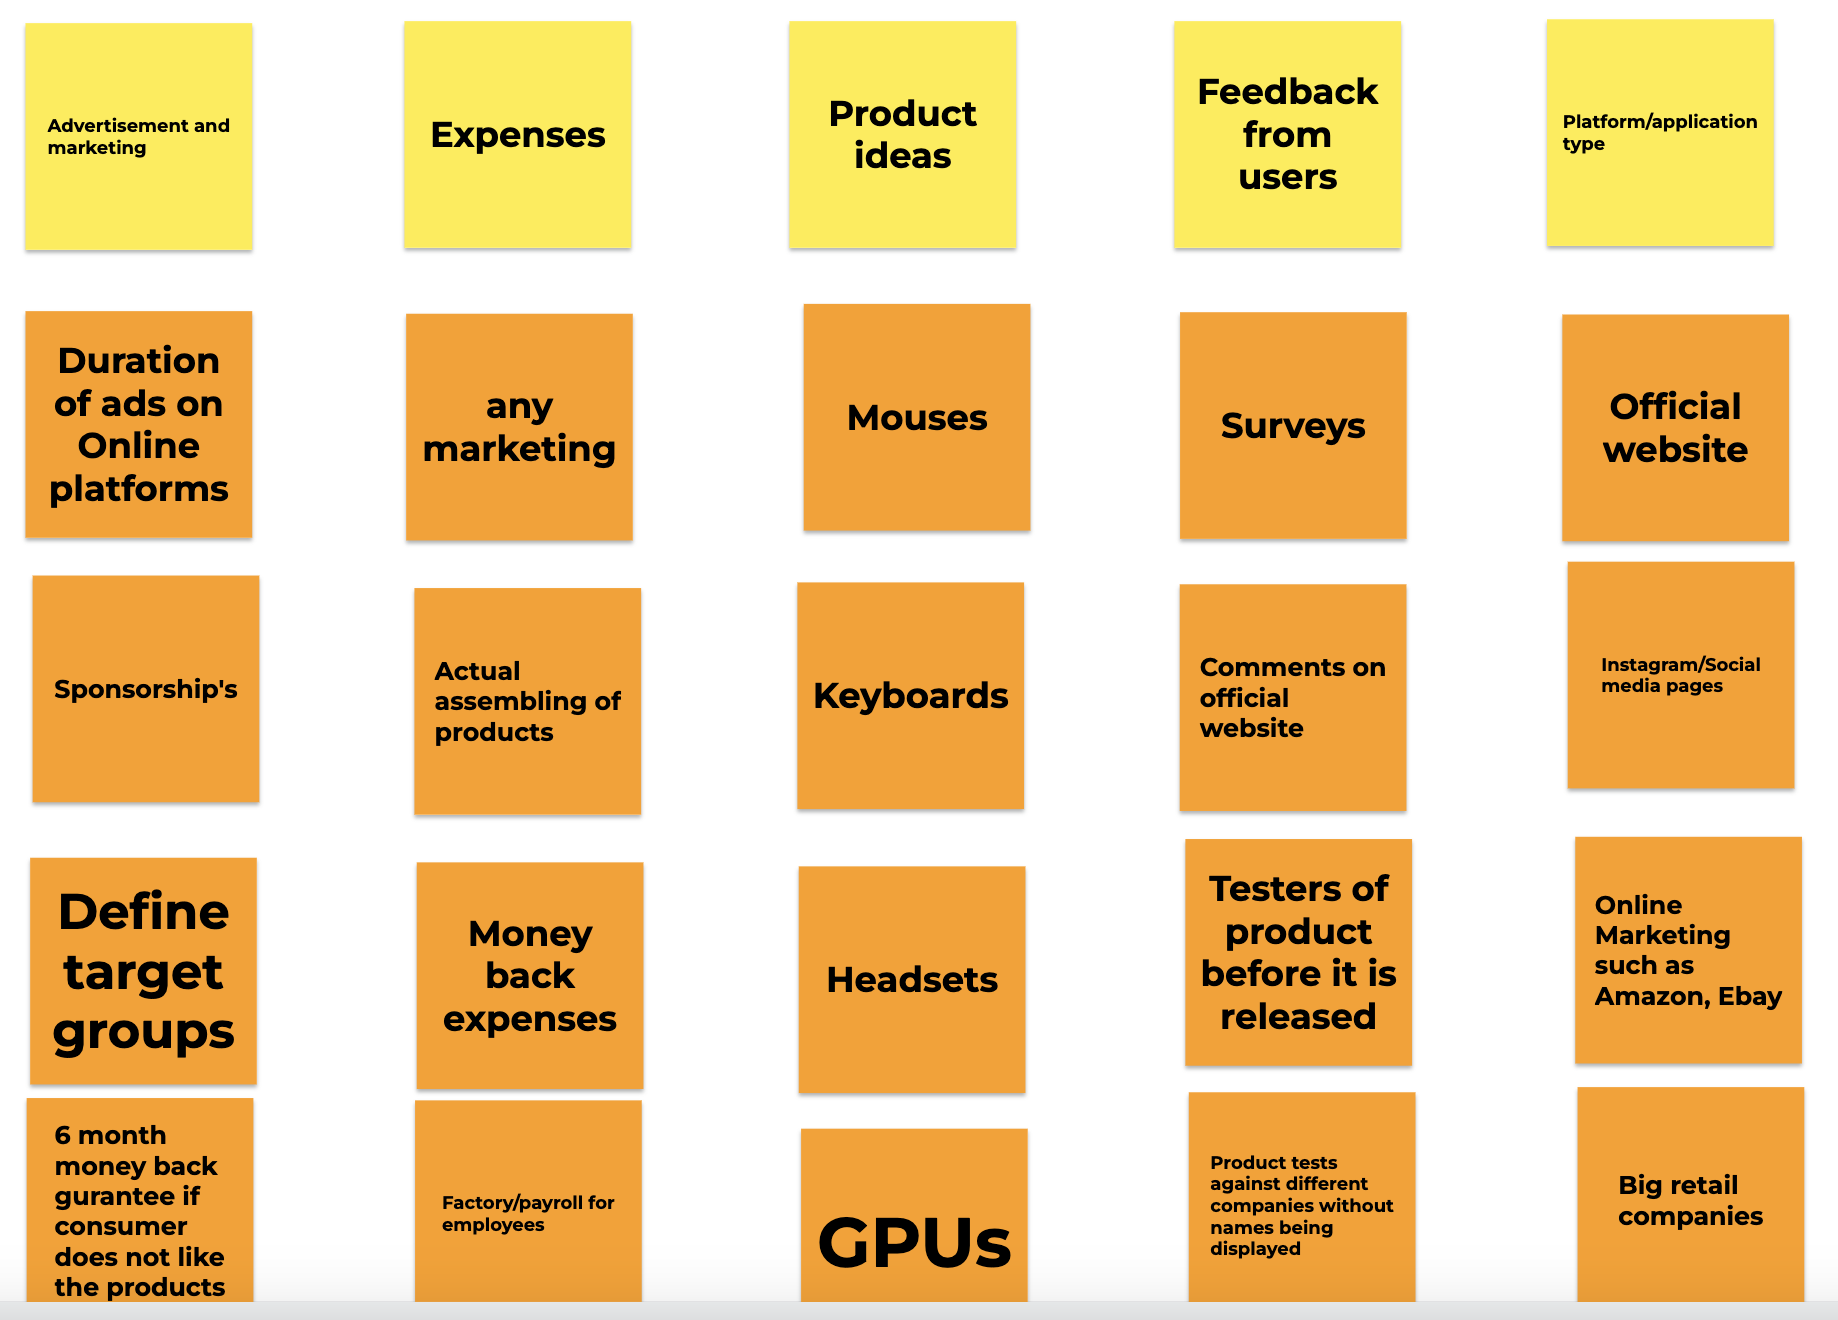 Advertisement and
marketing
Expenses
Product
ideas
Feedback
from
users
Platform/application
type
Duration
of ads on
Online
platforms
any
marketing
Mouses
Surveys
Official
website
Sponsorship's
Actual
assembling of
products
Keyboards
Comments on
official
website
Instagram/Social
media pages
Define
target
groups
Money
back
expenses
Headsets
Testers of
product
before it is
released
Online
Marketing
such as
Amazon, Ebay
6 month
money back
gurantee if
consumer
does not like
the products
Factory/payroll for
employees
GPUs
Product tests
against different
companies without
names being
displayed
Big retail
companies